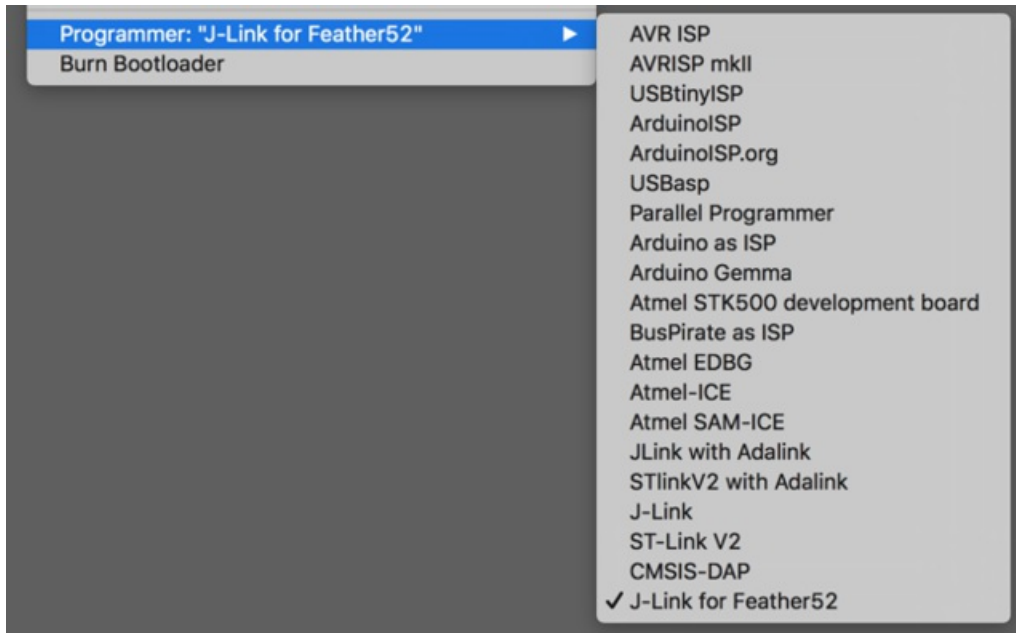 Programmer: "J-Link for Feather52"
Burn Bootloader
AVR ISP
AVRISP mkII
USBtinyISP
ArduinoISP
ArduinoISP.org
USBasp
Parallel Programmer
Arduino as ISP
Arduino Gemma
Atmel STK500 development board
BusPirate as ISP
Atmel EDBG
Atmel-ICE
Atmel SAM-ICE
JLink with Adalink
STlinkV2 with Adalink
J-Link
ST-Link V2
CMSIS-DAP
✓ J-Link for Feather52